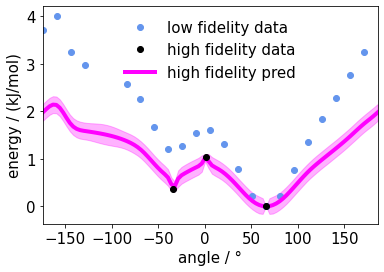 low fidelity data
high fidelity data
high fidelity pred
energy / (kJ/mol)
4
3
2
1
0
−150
−100
−50
0
50
100
150
angle / °